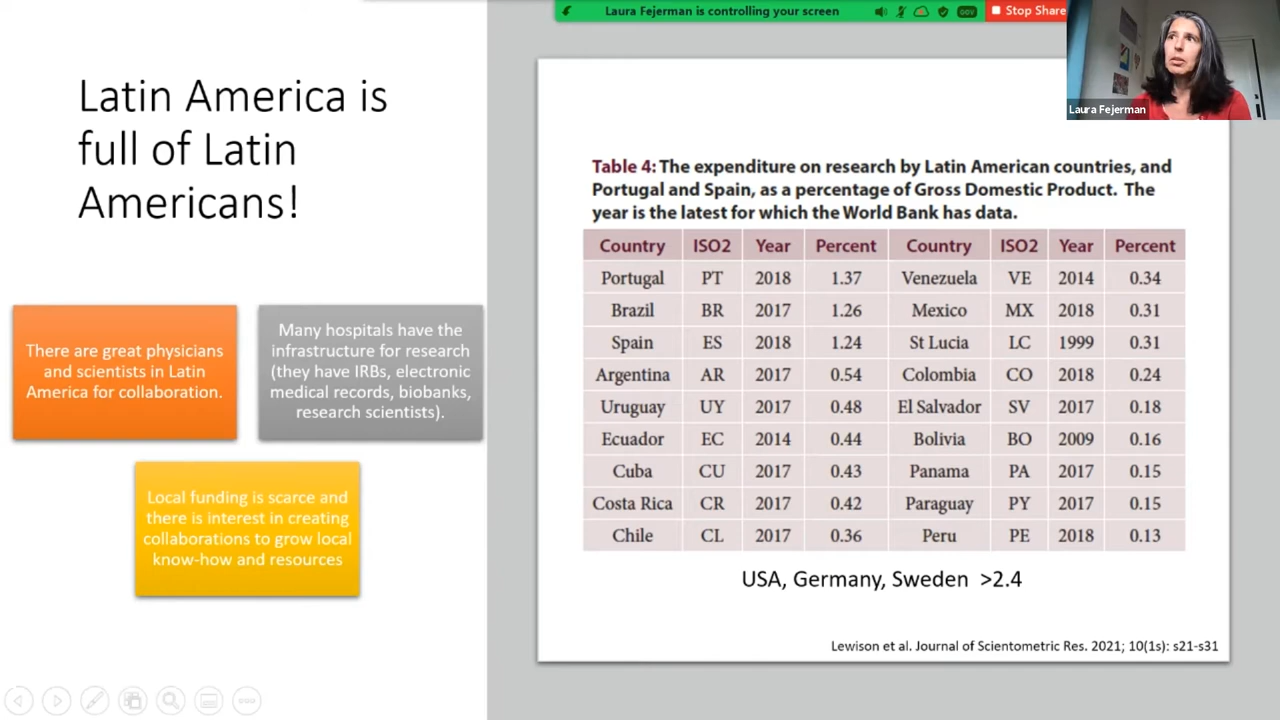 Laura Fejerman is controlling your screen
GOV
Stop Share
Laura Fejerman
Latin America is
full of Latin
Americans!
There are great physicians
and scientists in Latin
America for collaboration.
Many hospitals have the
infrastructure for research
(they have IRBs, electronic
medical records, biobanks,
research scientists).
Local funding is scarce and
there is interest in creating
collaborations to grow local
know-how and resources
Table 4: The expenditure on research by Latin American countries, and
Portugal and Spain, as a percentage of Gross Domestic Product. The
year is the latest for which the World Bank has data.
Country ISO2 Year Percent Country ISO2 Year Percent
Portugal PT 2018 1.37 Venezuela VE 2014 0.34
Brazil BR 2017 1.26 Mexico MX 2018 0.31
Spain ES 2018 1.24 St Lucia LC 1999 0.31
Argentina AR 2017 0.54 Colombia CO 2018 0.24
Uruguay UY 2017 0.48 El Salvador SV 2017 0.18
Ecuador EC 2014 0.44 Bolivia BO 2009 0.16
Cuba CU 2017 0.43 Panama PA 2017 0.15
Costa Rica CR 2017 0.42 Paraguay PY 2017 0.15
Chile CL 2017 0.36 Peru PE 2018 0.13
USA, Germany, Sweden >2.4
Lewison et al. Journal of Scientometric Res. 2021; 10(1s): s21-s31